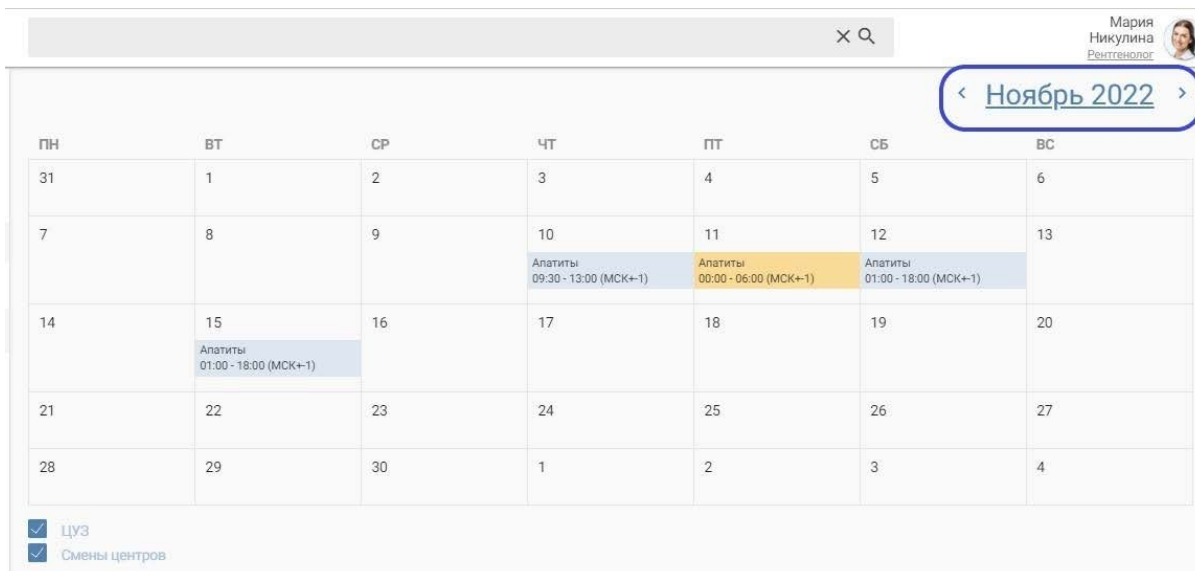 Мария
Никулина
Рентгенолог
< Ноябрь 2022 >
ПН ВТ СР ЧТ ПТ СБ ВС
31 1 2 3 4 5 6
7 8 9 10 11 12 13
Апатиты Апатиты Апатиты
09:30 - 13:00 (МСК+-1) 00:00 - 06:00 (МСК+-1) 01:00 - 18:00 (МСК+-1)
14 15 16 17 18 19 20
Апатиты
01:00 - 18:00 (МСК+-1)
21 22 23 24 25 26 27
28 29 30 1 2 3 4
ЦУЗ
Смены центров